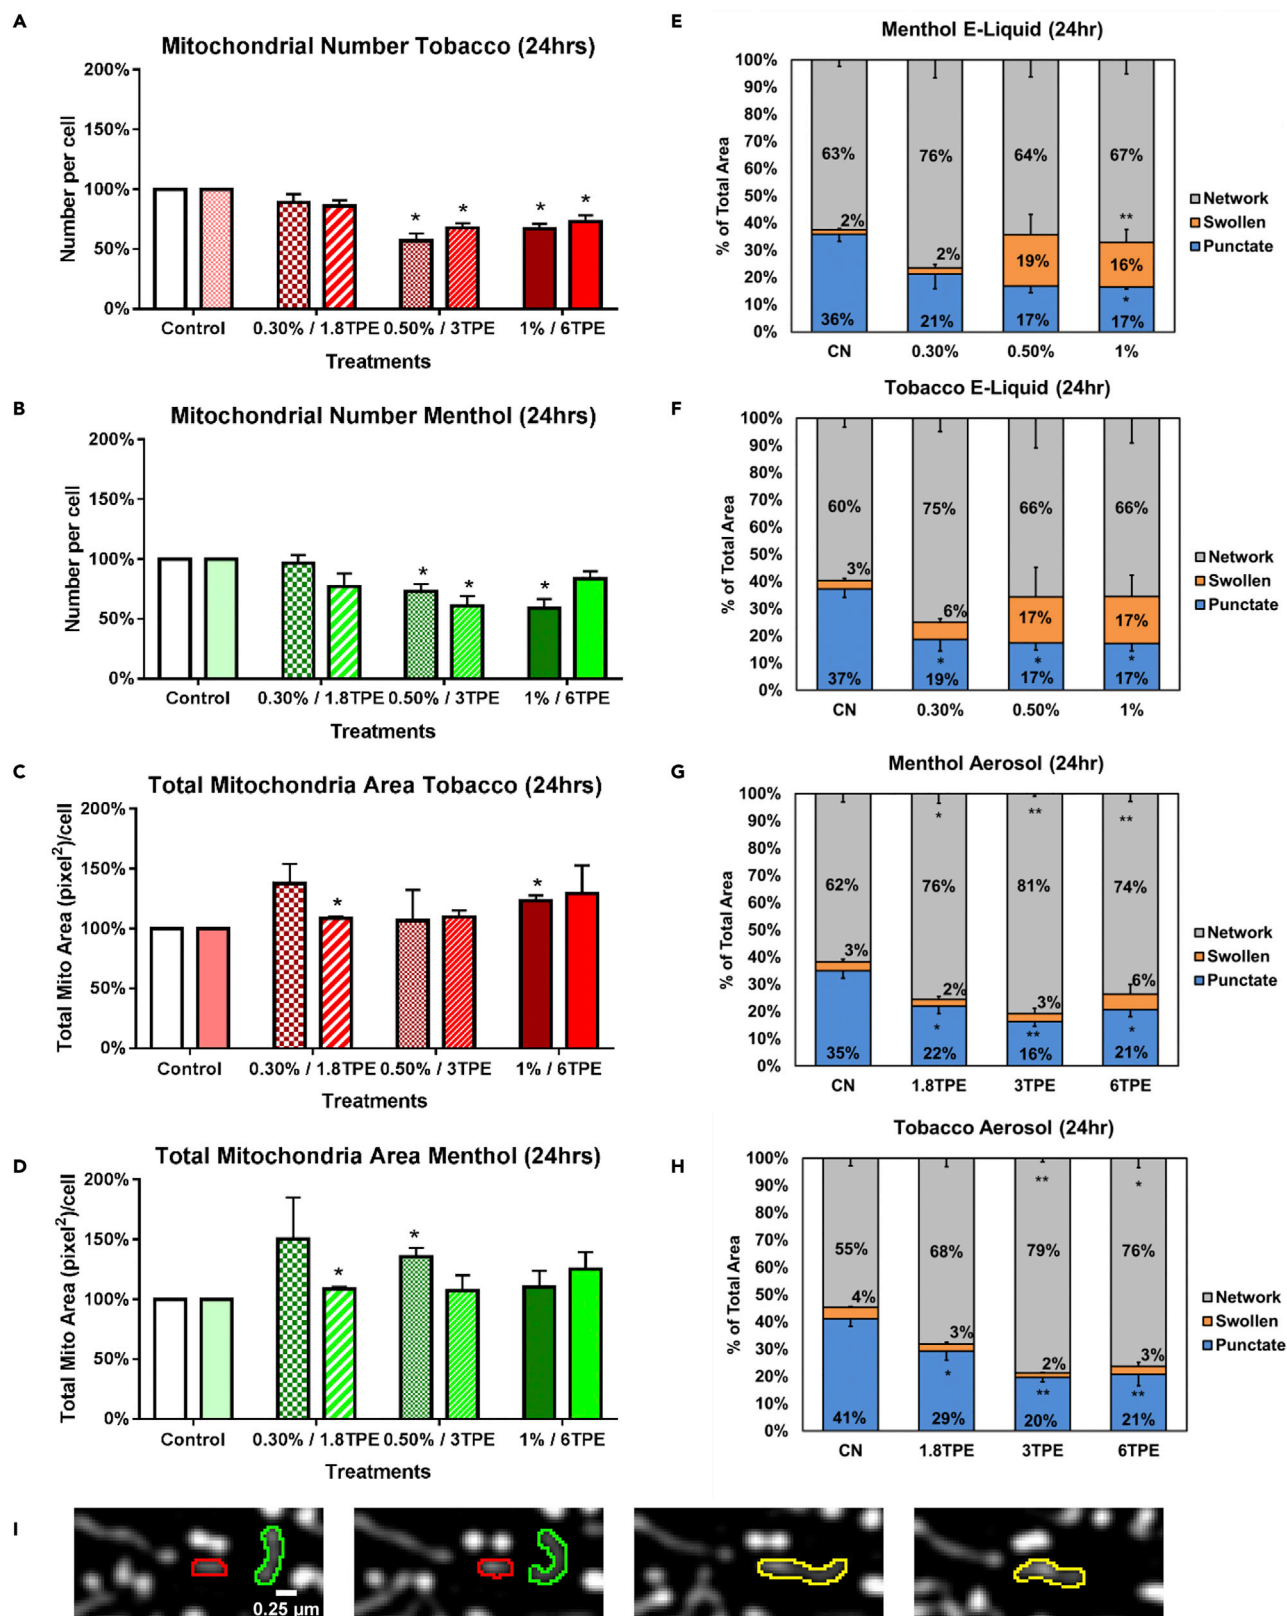 A
Mitochondrial Number Tobacco (24hrs)
200%
150%
100%
50%
0%
Number per cell
*
*
*
*
Control
0.30% / 1.8TPE
0.50% / 3TPE
1% / 6TPE
Treatments
B
Mitochondrial Number Menthol (24hrs)
200%
150%
100%
50%
0%
Number per cell
*
*
*
Control
0.30% / 1.8TPE
0.50% / 3TPE
1% / 6TPE
Treatments
C
Total Mitochondria Area Tobacco (24hrs)
200%
150%
100%
50%
0%
Total Mito Area (pixel²)/cell
*
*
Control
0.30% / 1.8TPE
0.50% / 3TPE
1% / 6TPE
Treatments
D
Total Mitochondria Area Menthol (24hrs)
200%
150%
100%
50%
0%
Total Mito Area (pixel²)/cell
*
*
Control
0.30% / 1.8TPE
0.50% / 3TPE
1% / 6TPE
Treatments
E
Menthol E-Liquid (24hr)
100%
90%
80%
70%
60%
50%
40%
30%
20%
10%
0%
% of Total Area
63%
76%
64%
67%
2%
2%
19%
**
16%
*
36%
21%
17%
17%
CN
0.30%
0.50%
1%
Network
Swollen
Punctate
F
Tobacco E-Liquid (24hr)
100%
90%
80%
70%
60%
50%
40%
30%
20%
10%
0%
% of Total Area
60%
75%
66%
66%
3%
6%
17%
17%
*
*
*
37%
19%
17%
17%
CN
0.30%
0.50%
1%
Network
Swollen
Punctate
G
Menthol Aerosol (24hr)
100%
90%
80%
70%
60%
50%
40%
30%
20%
10%
0%
% of Total Area
*
**
**
62%
76%
81%
74%
3%
2%
3%
6%
*
**
*
35%
22%
16%
21%
CN
1.8TPE
3TPE
6TPE
Network
Swollen
Punctate
H
Tobacco Aerosol (24hr)
100%
90%
80%
70%
60%
50%
40%
30%
20%
10%
0%
% of Total Area
**
*
55%
68%
79%
76%
4%
3%
2%
3%
*
**
**
41%
29%
20%
21%
CN
1.8TPE
3TPE
6TPE
Network
Swollen
Punctate
I
0.25 µm